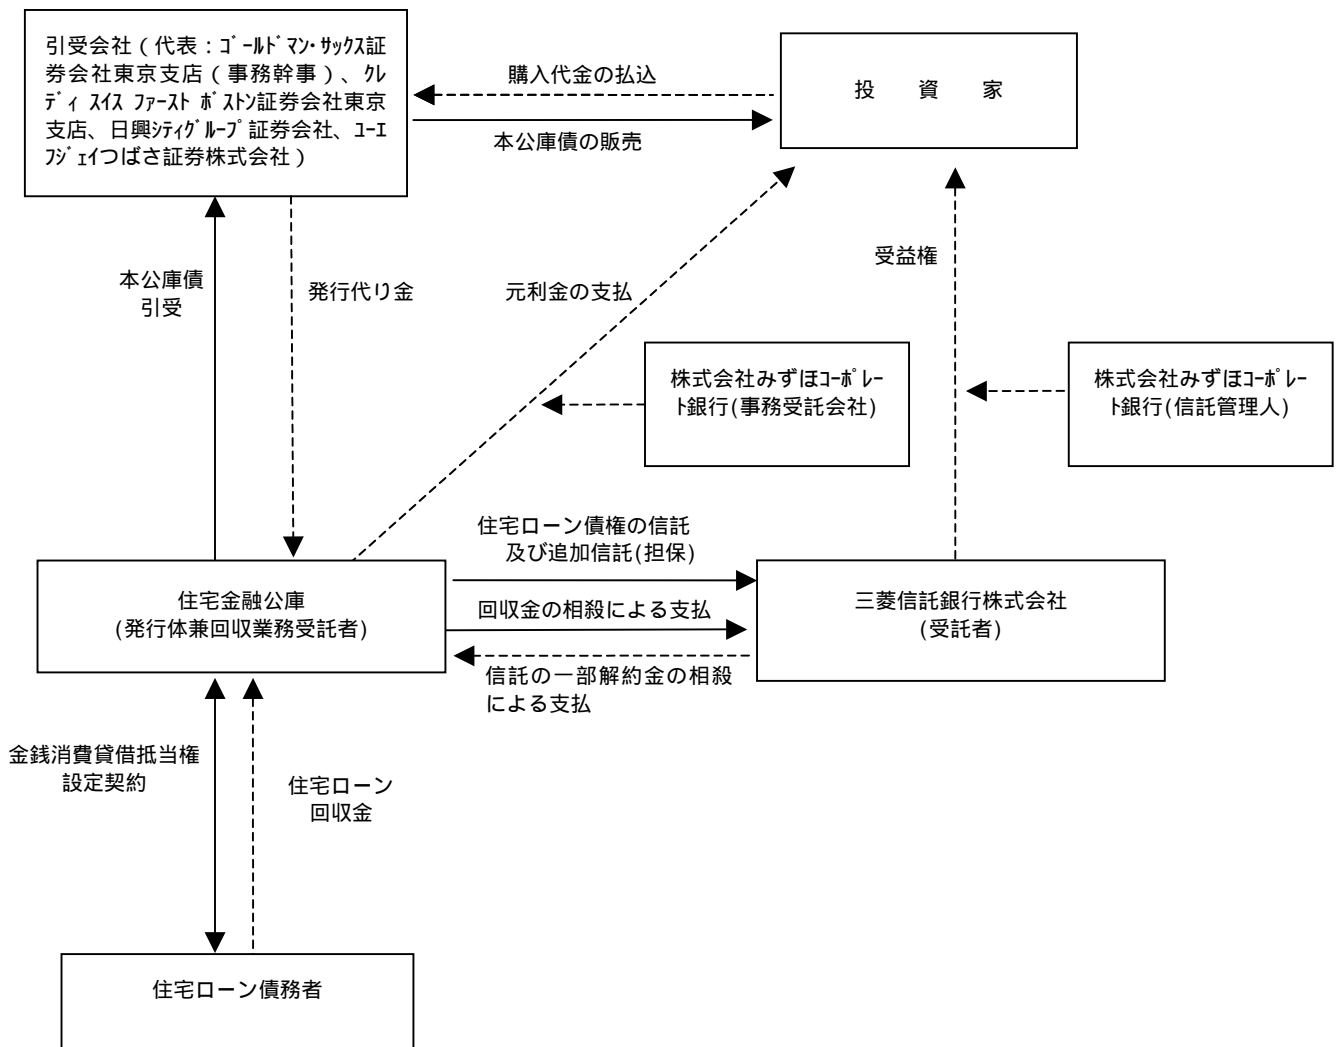 引受会社（代表：ｺﾞｰﾙﾄﾞﾏﾝ･ｻｯｸｽ証
券会社東京支店（事務幹事）、ｸﾚ
ﾃﾞｨ ｽｲｽ ﾌｧｰｽﾄ ﾎﾞｽﾄﾝ証券会社東京
支店、日興ｼﾃｨｸﾞﾙｰﾌﾟ証券会社、ﾕｰｴ
ﾌｼﾞｪｲつばさ証券株式会社）
購入代金の払込
本公庫債の販売
投　資　家
本公庫債
引受
発行代り金
元利金の支払
受益権
株式会社みずほｺｰﾎﾟﾚｰ
ﾄ銀行(事務受託会社)
株式会社みずほｺｰﾎﾟﾚｰ
ﾄ銀行(信託管理人)
住宅ローン債権の信託
及び追加信託(担保)
住宅金融公庫
(発行体兼回収業務受託者)
回収金の相殺による支払
三菱信託銀行株式会社
(受託者)
信託の一部解約金の相殺
による支払
金銭消費貸借抵当権
設定契約
住宅ローン
回収金
住宅ローン債務者